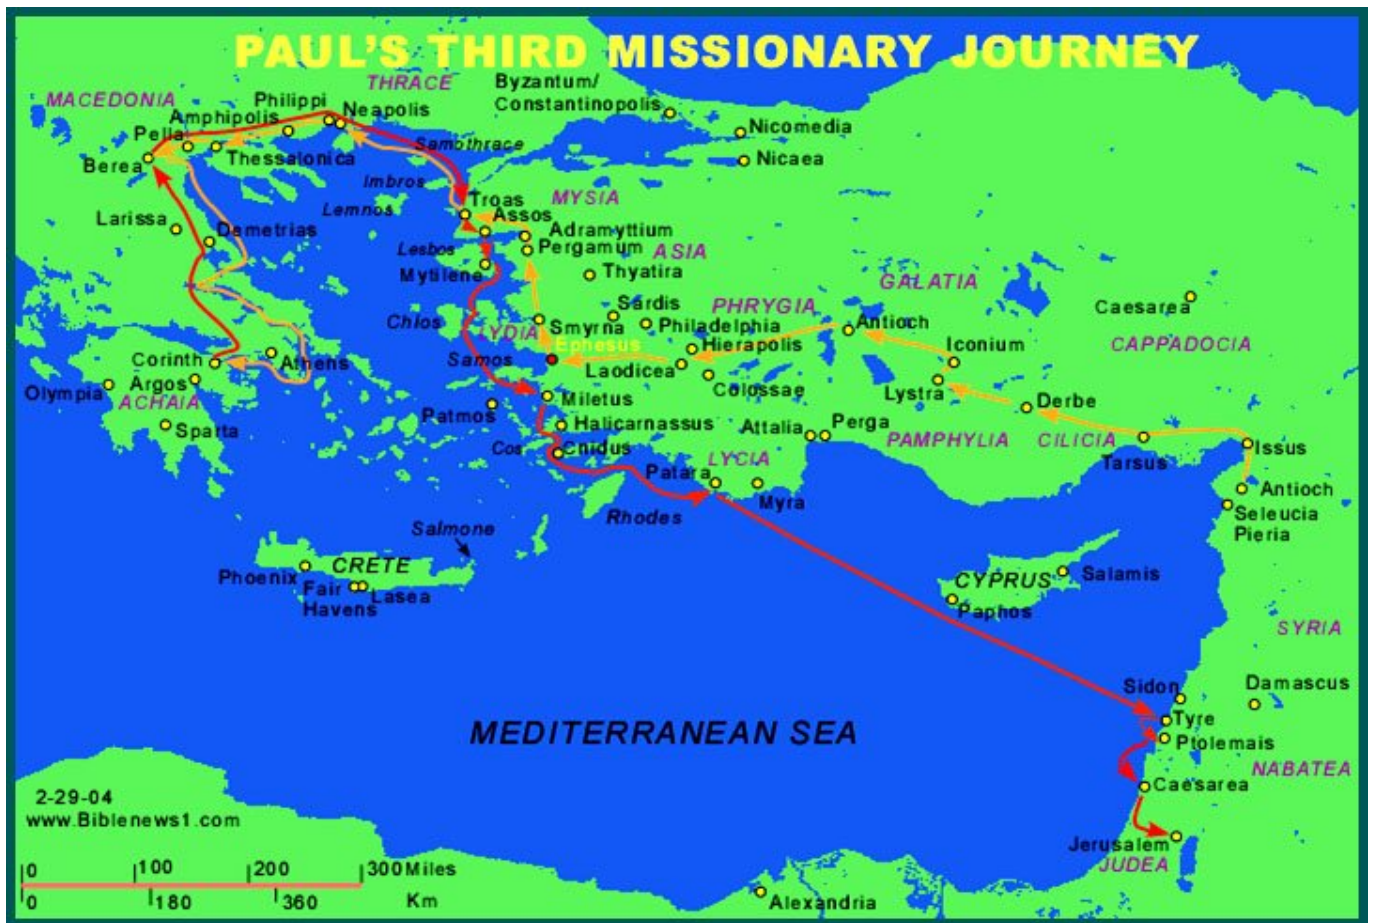 PAUL'S THIRD MISSIONARY JOURNEY
THRACE
Byzantum/
Constantinopolis
MACEDONIA
Philippi
Neapolis
Amphipolis
Pella
Nicomedia
Samothrace
Thessalonica
Nicaea
Berea
Imbros
Troas
MYSIA
Lemnos
Assos
Larissa
Demetrias
Adramyttium
Lesbos
Pergamum
ASIA
Mytilene
Thyatira
GALATIA
Sardis
PHRYGIA
Caesarea
Chios
LYDIA
Smyrna
Philadelphia
Antioch
Ephesus
Hierapolis
Iconium
CAPPADOCIA
Corinth
Athens
Samos
Laodicea
Olympia
Argos
Colossae
Lystra
ACHAIA
Miletus
Derbe
Patmos
Sparta
Halicarnassus
Attalia
Perga
PAMPHYLIA
CILICIA
Cos
Cnidus
LYCIA
Tarsus
Issus
Patara
Myra
Antioch
Rhodes
Seleucia
Pieria
Salmone
CRETE
Phoenix
Fair
Havens
Lasea
CYPRUS
Salamis
Paphos
SYRIA
Sidon
Damascus
Tyre
MEDITERRANEAN SEA
Ptolemais
NABATEA
Caesarea
2-29-04
www.Biblenews1.com
Jerusalem
JUDEA
0 100 200 300 Miles
0 180 360 Km
Alexandria